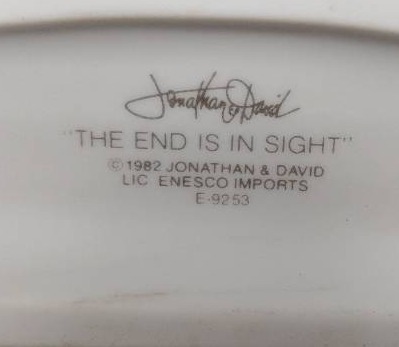 Jonathan & David
"THE END IS IN SIGHT"
© 1982 JONATHAN & DAVID
LIC ENESCO IMPORTS
E-9253